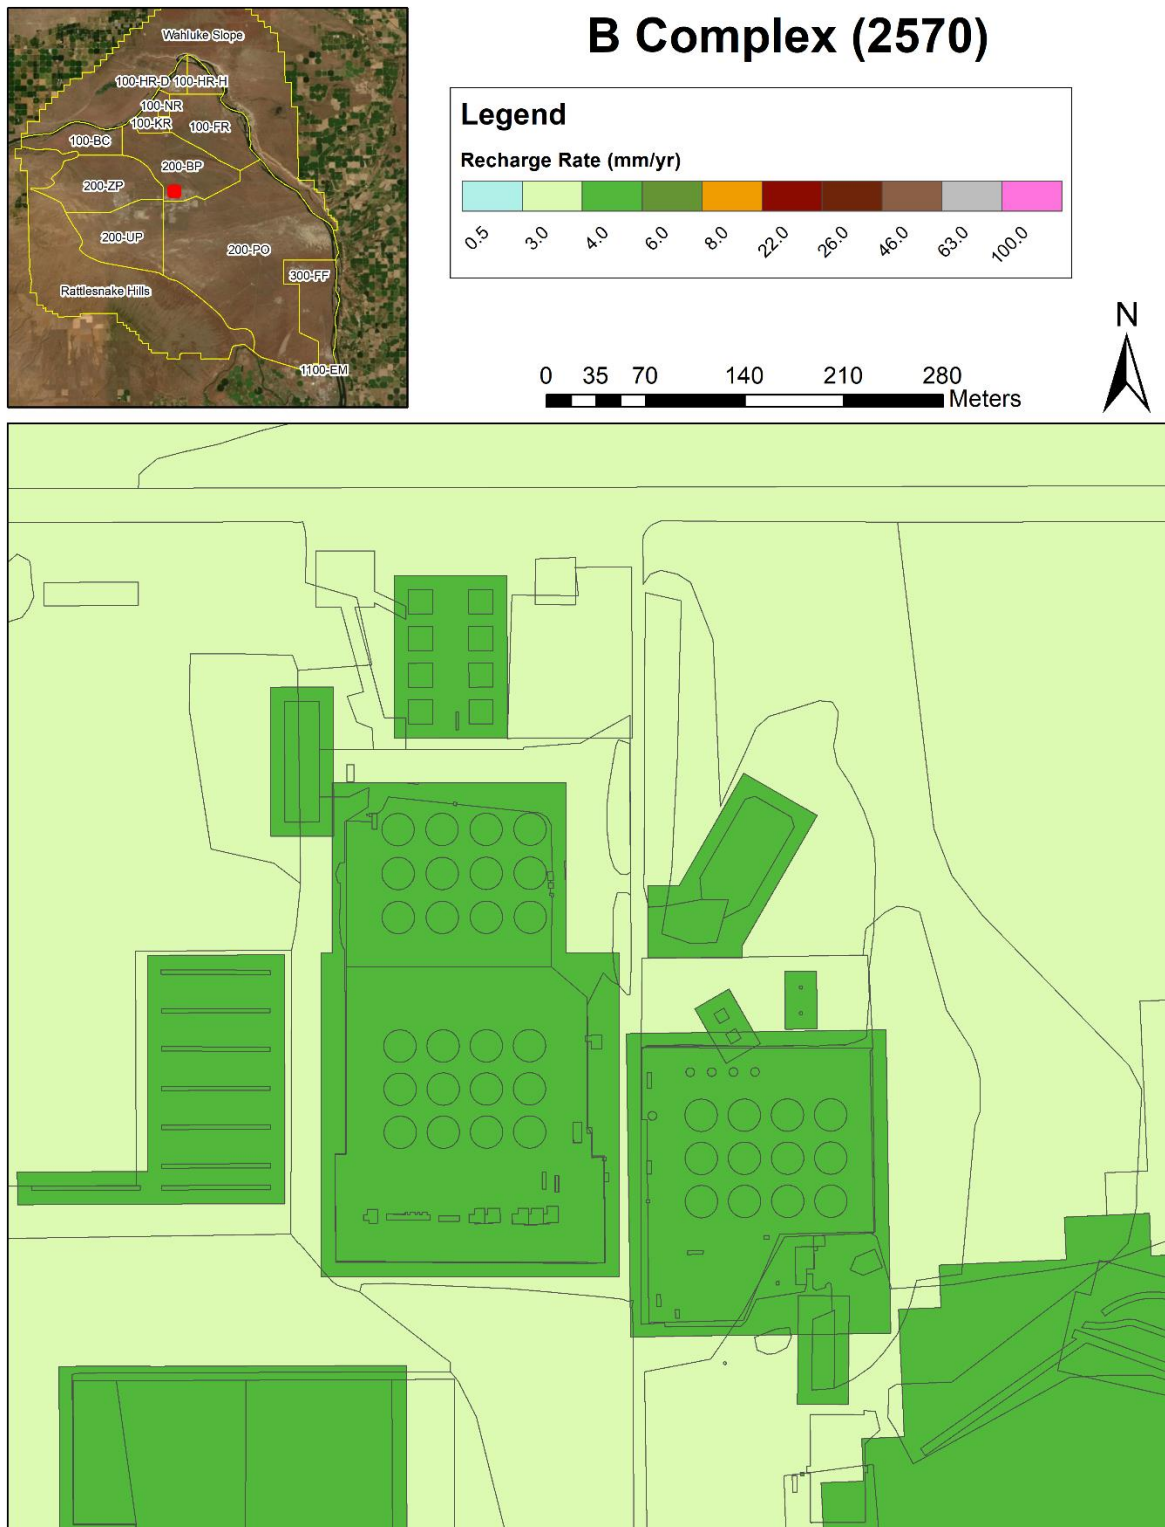 B Complex (2570)
Wahluke Slope
100-HR-D
100-HR-H
100-NR
100-KR
100-FR
100-BC
200-BP
200-ZP
200-UP
200-PO
300-FF
Rattlesnake Hills
1100-EM
Legend
Recharge Rate (mm/yr)
0.5 3.0 4.0 6.0 8.0 22.0 26.0 46.0 63.0 100.0
N
0 35 70 140 210 280
Meters